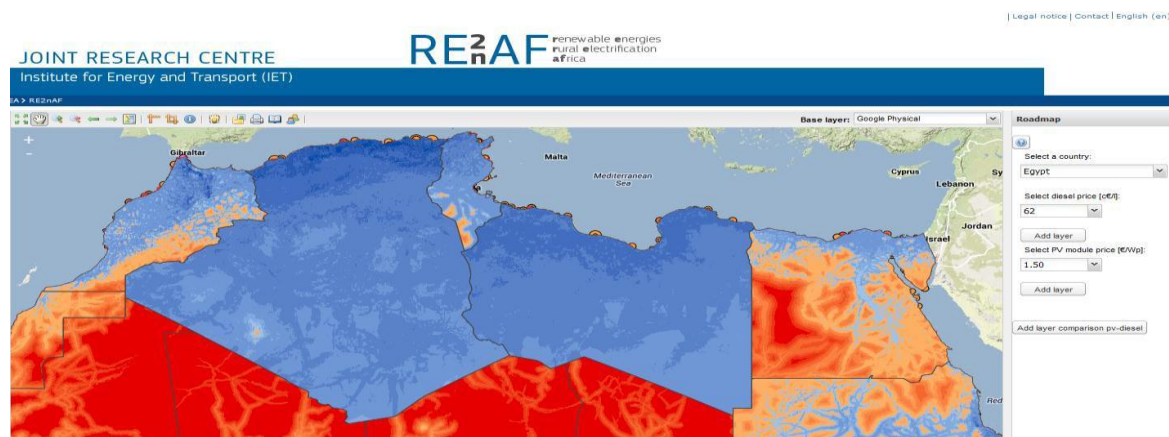 | Legal notice | Contact | English (en)
JOINT RESEARCH CENTRE
Institute for Energy and Transport (IET)
RE2nAF
renewable energies
rural electrification
africa
EA > RE2nAF
Base layer: Google Physical
Roadmap
Gibraltar
Malta
Mediterranean
Sea
Cyprus
Lebanon
Sy
Israel
Jordan
Red
Select a country:
Egypt
Select diesel price [c€/l]:
62
Add layer
Select PV module price [€/Wp]:
1.50
Add layer
Add layer comparison pv-diesel